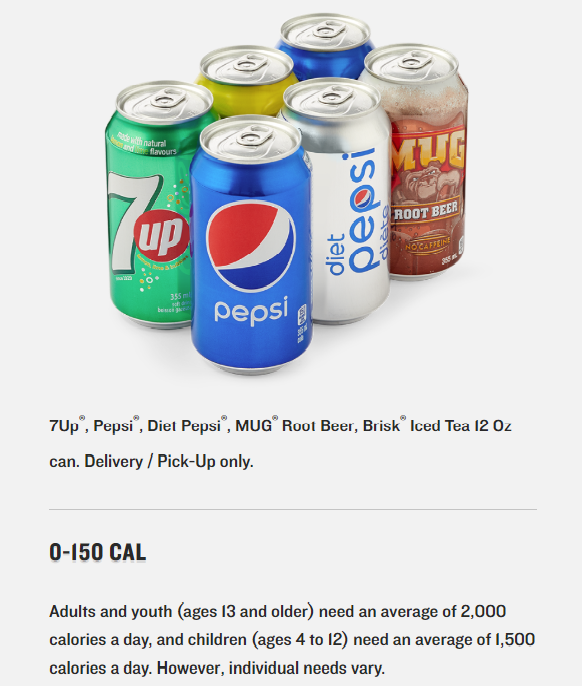 made with natural
flavours
7up
355 ml
pepsi
diet
pepsi
diète
MUG
ROOT BEER
NO CAFFEINE
355 mL
7Up®, Pepsi®, Diet Pepsi®, MUG® Root Beer, Brisk® Iced Tea 12 Oz
can. Delivery / Pick-Up only.
0-150 CAL
Adults and youth (ages 13 and older) need an average of 2,000
calories a day, and children (ages 4 to 12) need an average of 1,500
calories a day. However, individual needs vary.